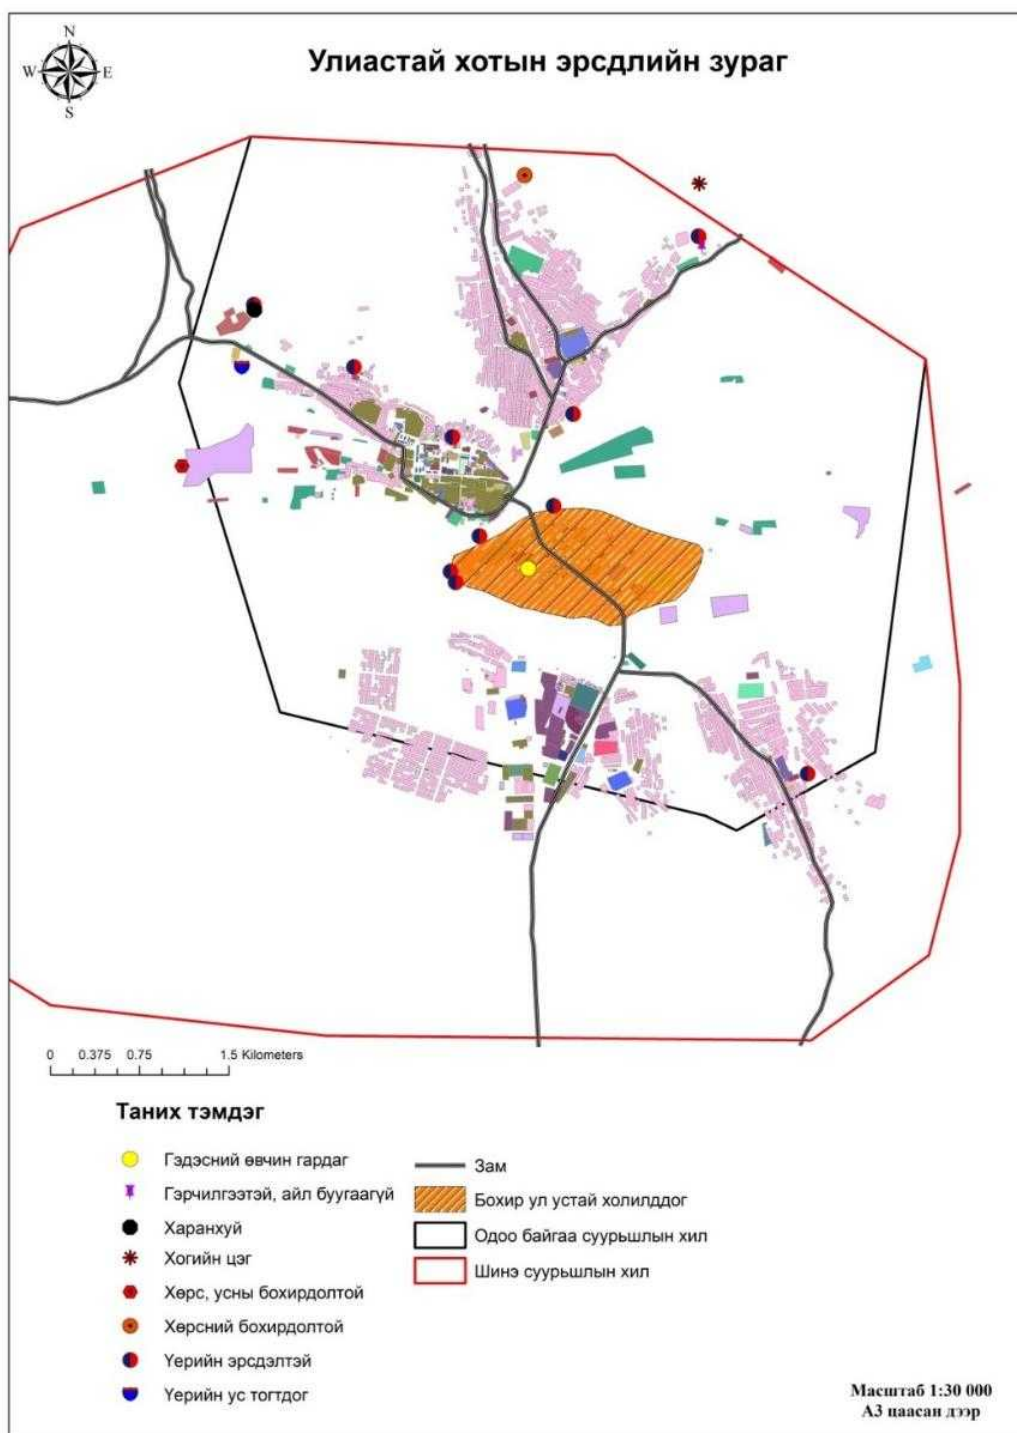 N
Улиастай хотын эрсдлийн зураг
W E
S
0 0.375 0.75 1.5 Kilometers
Таних тэмдэг
Гэдэсний өвчин гардаг
Гэрчилгээтэй, айл буугаагүй
Харанхуй
Хогийн цэг
Хөрс, усны бохирдолтой
Хөрсний бохирдолтой
Үерийн эрсдэлтэй
Үерийн ус тогтдог
Зам
Бохир ул устай холилддог
Одоо байгаа суурьшлын хил
Шинэ суурьшлын хил
Масштаб 1:30 000
А3 цаасан дээр